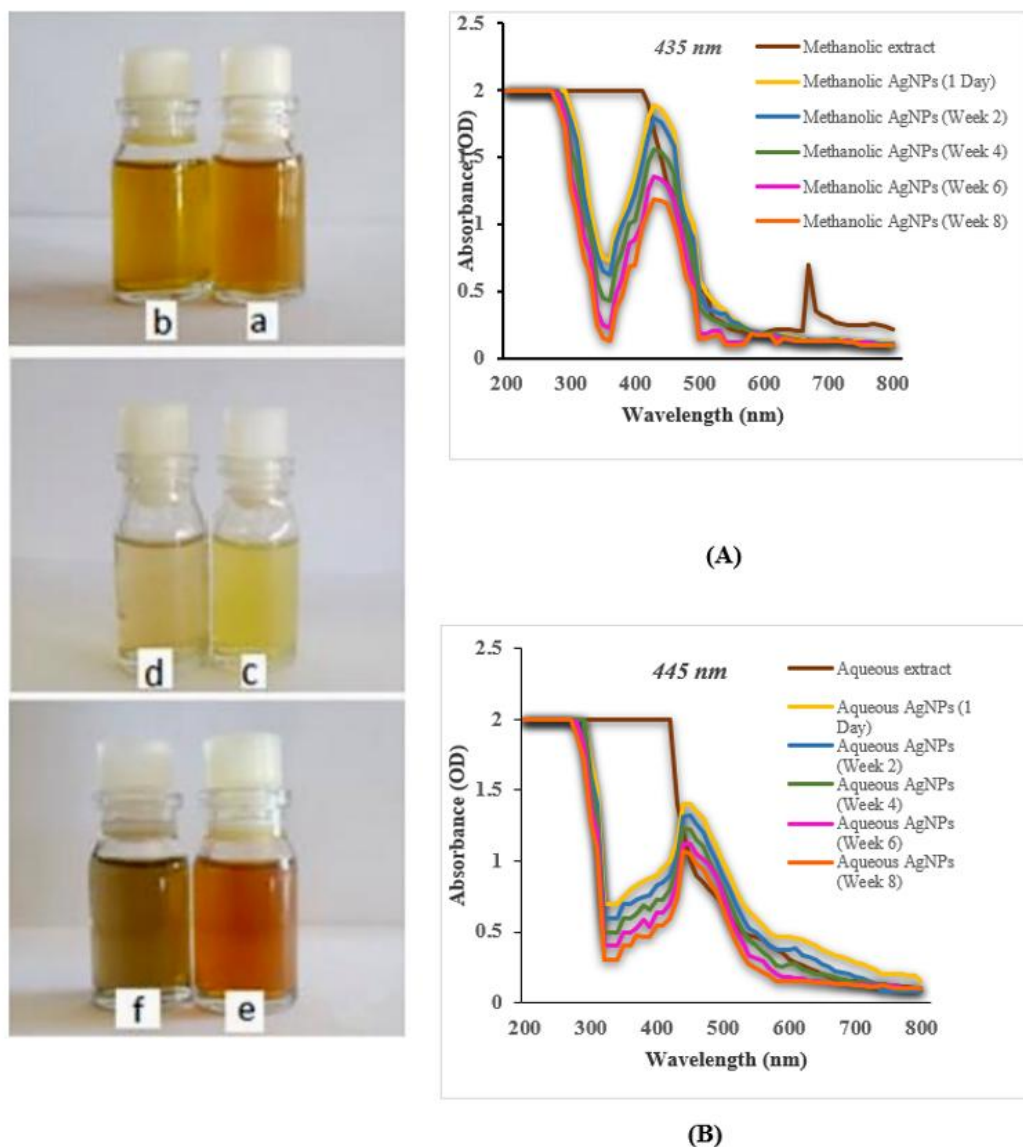 b
a
d
c
f
e
2.5
2
1.5
1
0.5
0
Absorbance (OD)
435 nm
Methanolic extract
Methanolic AgNPs (1 Day)
Methanolic AgNPs (Week 2)
Methanolic AgNPs (Week 4)
Methanolic AgNPs (Week 6)
Methanolic AgNPs (Week 8)
200 300 400 500 600 700 800
Wavelength (nm)
(A)
2.5
2
1.5
1
0.5
0
Absorbance (OD)
445 nm
Aqueous extract
Aqueous AgNPs (1
Day)
Aqueous AgNPs
(Week 2)
Aqueous AgNPs
(Week 4)
Aqueous AgNPs
(Week 6)
Aqueous AgNPs
(Week 8)
200 300 400 500 600 700 800
Wavelength (nm)
(B)